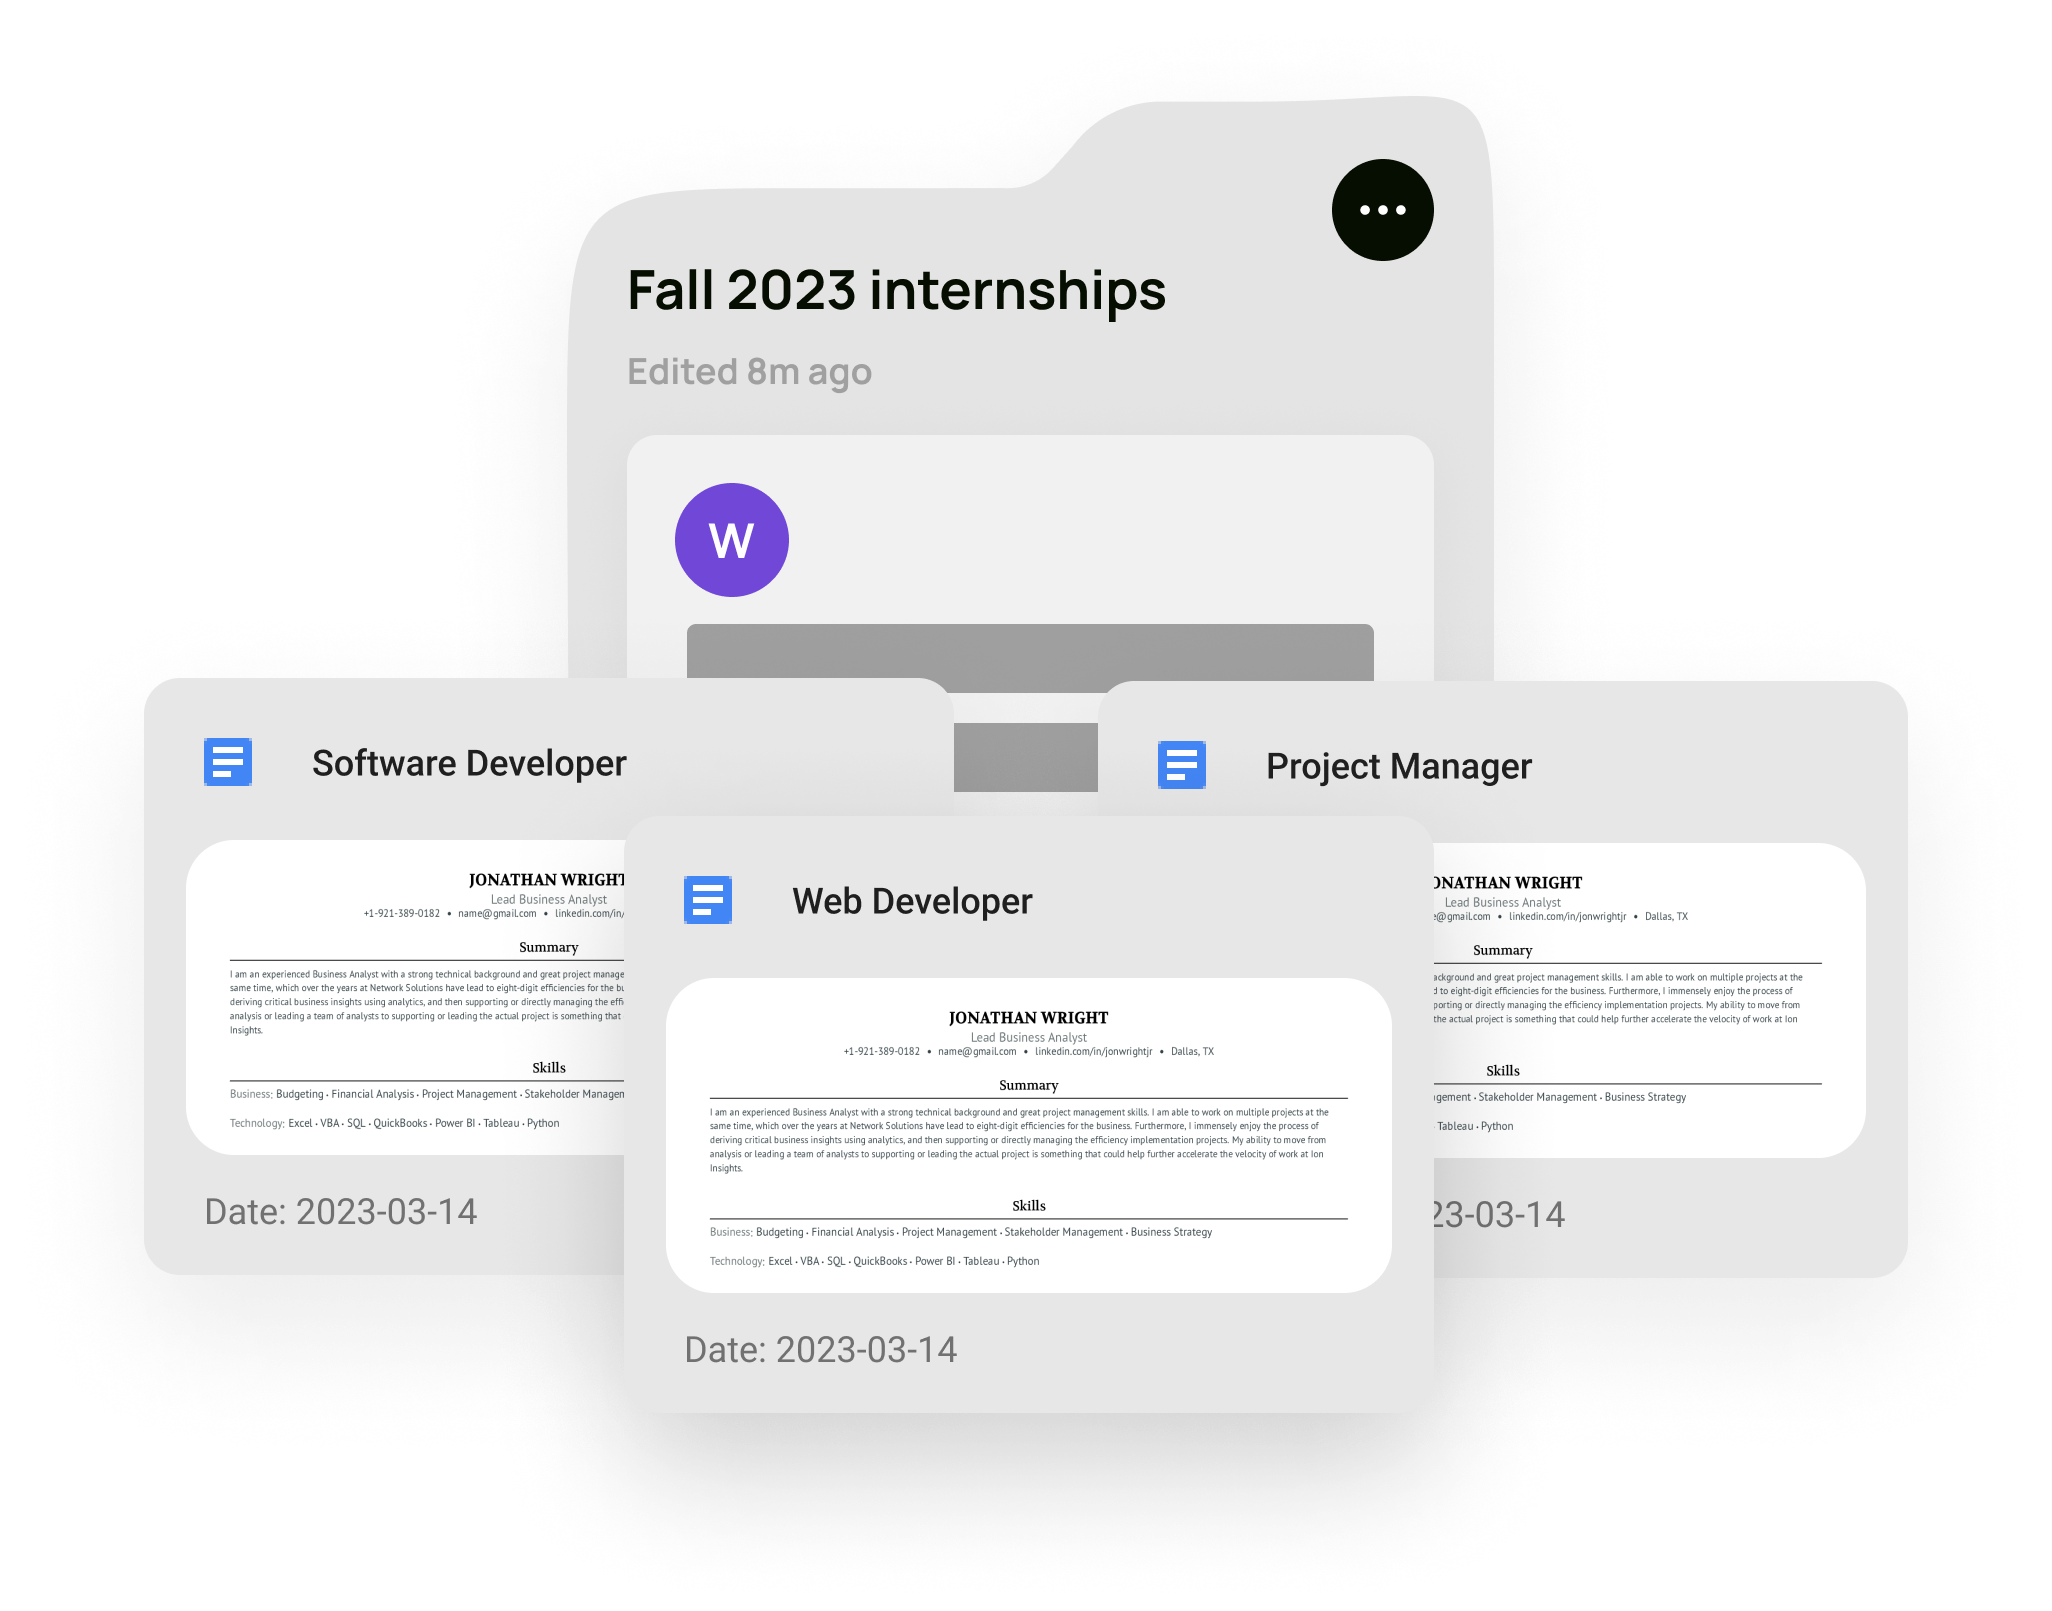 Fall 2023 internships
Edited 8m ago
W
Software Developer
JONATHAN WRIGHT
Lead Business Analyst
+1-921-389-0182 • name@gmail.com • linkedin.com/in/
Summary
I am an experienced Business Analyst with a strong technical background and great project manage
same time, which over the years at Network Solutions have lead to eight-digit efficiencies for the bu
deriving critical business insights using analytics, and then supporting or directly managing the effi
analysis or leading a team of analysts to supporting or leading the actual project is something that
Insights.
Skills
Business: Budgeting • Financial Analysis • Project Management • Stakeholder Managem
Technology: Excel • VBA • SQL • QuickBooks • Power BI • Tableau • Python
Date: 2023-03-14
Project Manager
ONATHAN WRIGHT
Lead Business Analyst
e@gmail.com • linkedin.com/in/jonwrightjr • Dallas, TX
Summary
ackground and great project management skills. I am able to work on multiple projects at the
d to eight-digit efficiencies for the business. Furthermore, I immensely enjoy the process of
porting or directly managing the efficiency implementation projects. My ability to move from
the actual project is something that could help further accelerate the velocity of work at Ion
Skills
gement • Stakeholder Management • Business Strategy
• Tableau • Python
23-03-14
Web Developer
JONATHAN WRIGHT
Lead Business Analyst
+1-921-389-0182 • name@gmail.com • linkedin.com/in/jonwrightjr • Dallas, TX
Summary
I am an experienced Business Analyst with a strong technical background and great project management skills. I am able to work on multiple projects at the
same time, which over the years at Network Solutions have lead to eight-digit efficiencies for the business. Furthermore, I immensely enjoy the process of
deriving critical business insights using analytics, and then supporting or directly managing the efficiency implementation projects. My ability to move from
analysis or leading a team of analysts to supporting or leading the actual project is something that could help further accelerate the velocity of work at Ion
Insights.
Skills
Business: Budgeting • Financial Analysis • Project Management • Stakeholder Management • Business Strategy
Technology: Excel • VBA • SQL • QuickBooks • Power BI • Tableau • Python
Date: 2023-03-14